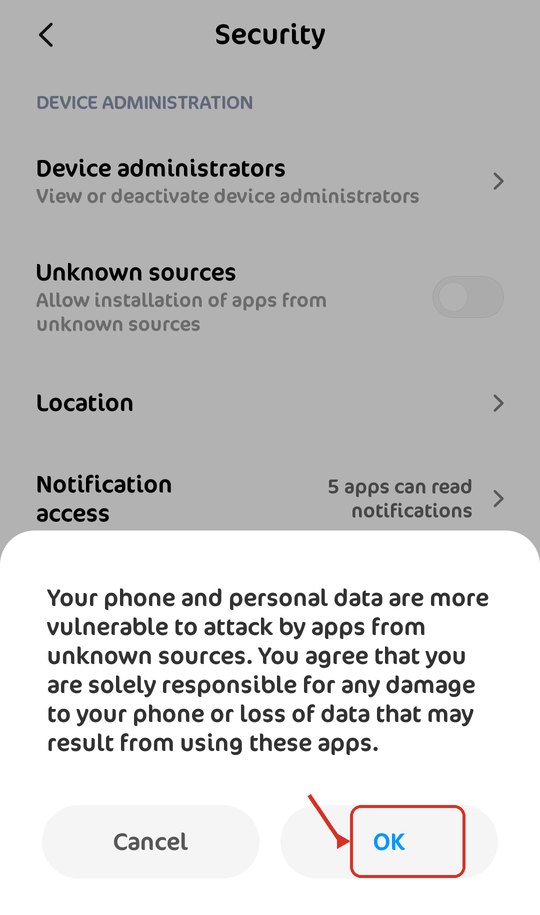 Security
DEVICE ADMINISTRATION
Device administrators
View or deactivate device administrators
Unknown sources
Allow installation of apps from
unknown sources
Location
Notification
access
5 apps can read
notifications
Your phone and personal data are more
vulnerable to attack by apps from
unknown sources. You agree that you
are solely responsible for any damage
to your phone or loss of data that may
result from using these apps.
Cancel
OK